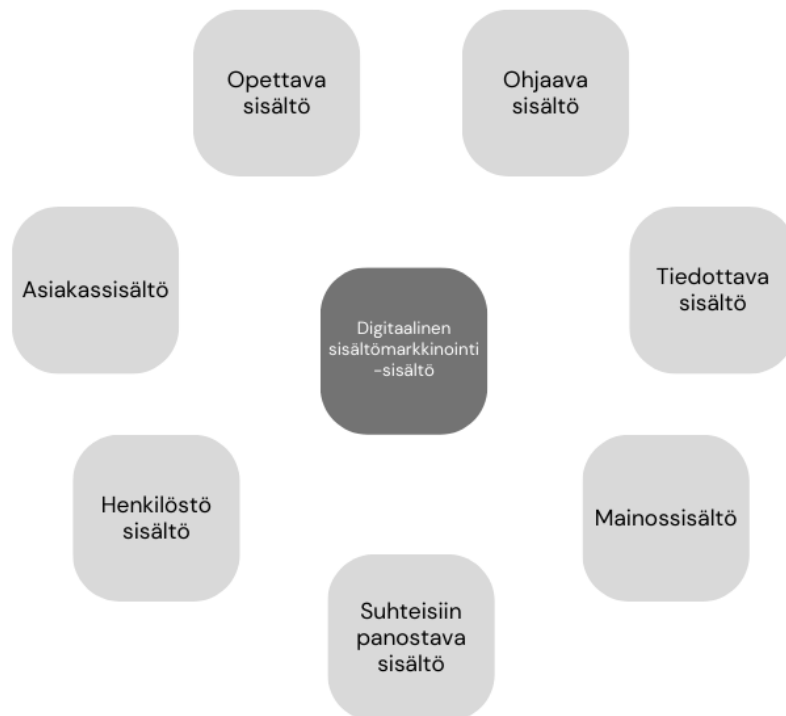 Opettava
sisältö
Ohjaava
sisältö
Asiakassisältö
Tiedottava
sisältö
Digitaalinen
sisältömarkkinointi
-sisältö
Henkilöstö
sisältö
Mainossisältö
Suhteisiin
panostava
sisältö